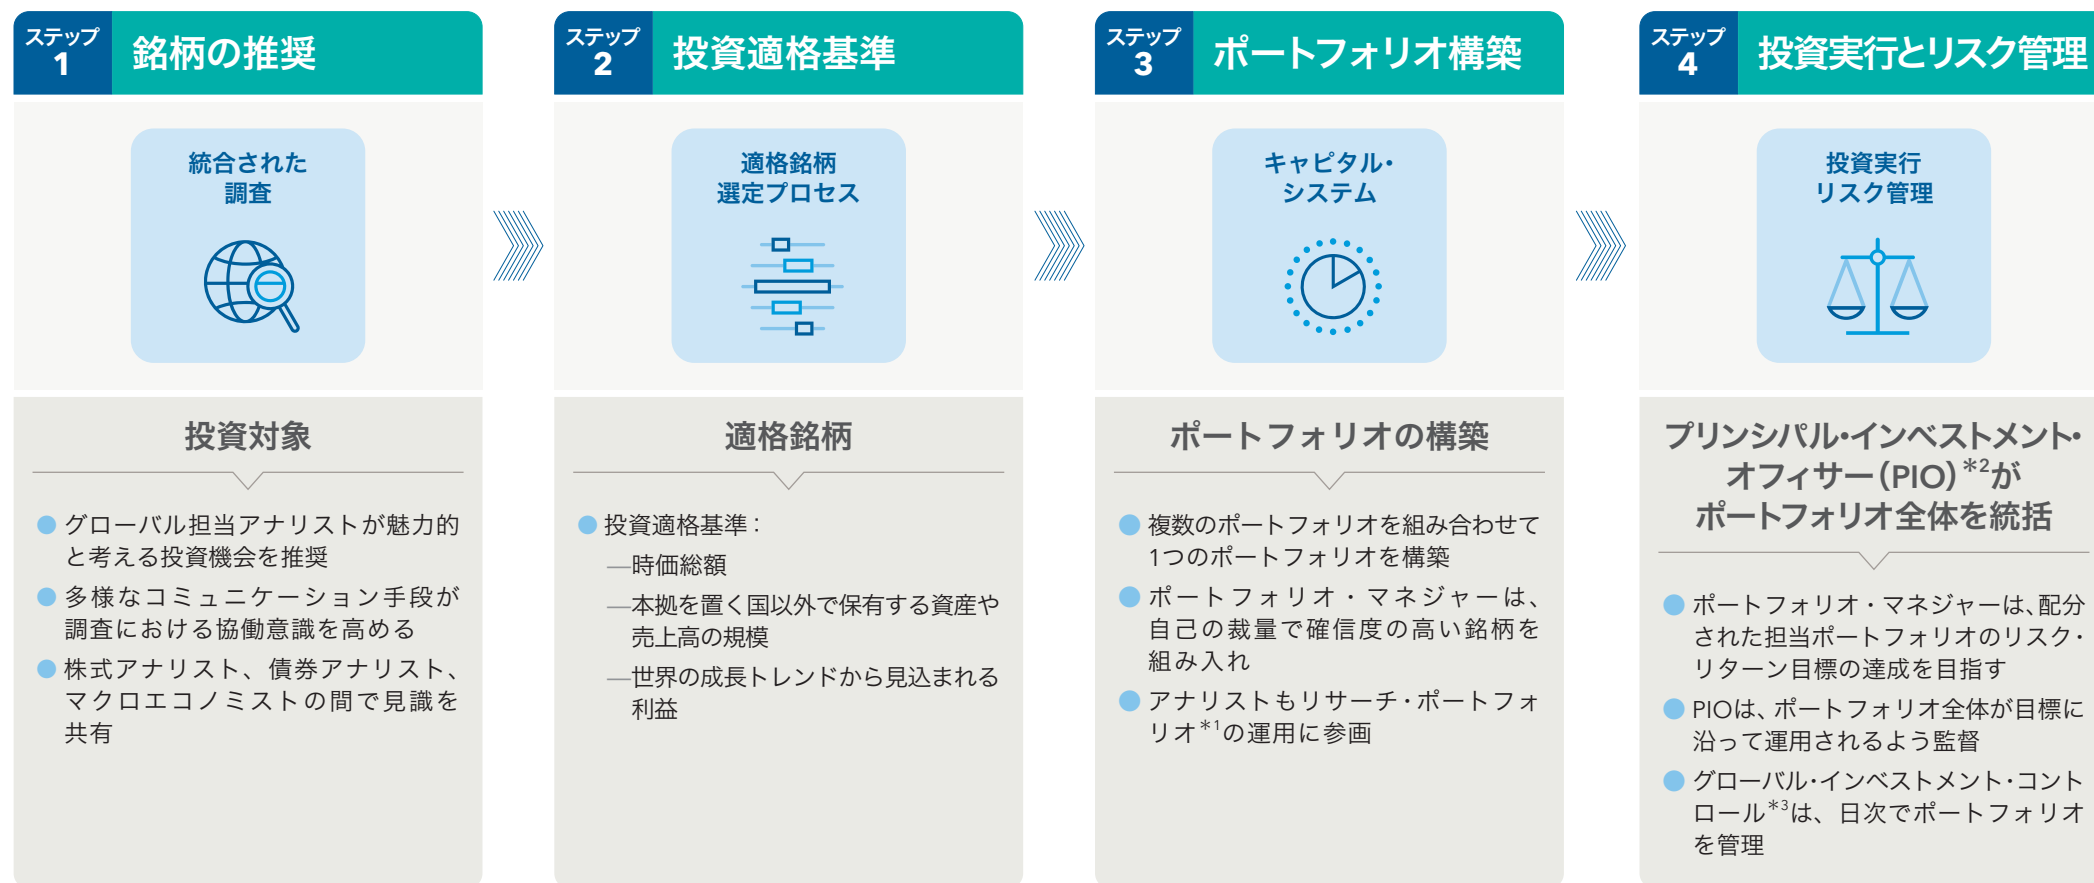 ステップ
1
銘柄の推奨
統合された
調査
投資対象
● グローバル担当アナリストが魅力的
と考える投資機会を推奨
● 多様なコミュニケーション手段が
調査における協働意識を高める
● 株式アナリスト、債券アナリスト、
マクロエコノミストの間で見識を
共有
ステップ
2
投資適格基準
適格銘柄
選定プロセス
適格銘柄
● 投資適格基準：
―時価総額
―本拠を置く国以外で保有する資産や
売上高の規模
―世界の成長トレンドから見込まれる
利益
ステップ
3
ポートフォリオ構築
キャピタル・
システム
ポートフォリオの構築
● 複数のポートフォリオを組み合わせて
1つのポートフォリオを構築
● ポートフォリオ・マネジャーは、
自己の裁量で確信度の高い銘柄を
組み入れ
● アナリストもリサーチ・ポートフォ
リオ＊1の運用に参画
ステップ
4
投資実行とリスク管理
投資実行
リスク管理
プリンシパル・インベストメント・
オフィサー（PIO）＊2が
ポートフォリオ全体を統括
● ポートフォリオ・マネジャーは、配分
された担当ポートフォリオのリスク・
リターン目標の達成を目指す
● PIOは、ポートフォリオ全体が目標に
沿って運用されるよう監督
● グローバル・インベストメント・コント
ロール＊3は、日次でポートフォリオ
を管理